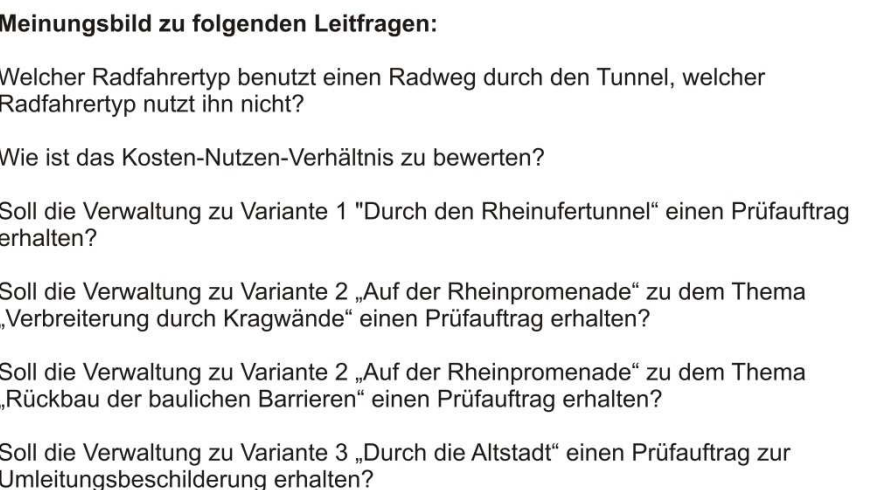 Meinungsbild zu folgenden Leitfragen:
Welcher Radfahrertyp benutzt einen Radweg durch den Tunnel, welcher
Radfahrertyp nutzt ihn nicht?
Wie ist das Kosten-Nutzen-Verhältnis zu bewerten?
Soll die Verwaltung zu Variante 1 "Durch den Rheinufertunnel“ einen Prüfauftrag
erhalten?
Soll die Verwaltung zu Variante 2 „Auf der Rheinpromenade“ zu dem Thema
„Verbreiterung durch Kragwände“ einen Prüfauftrag erhalten?
Soll die Verwaltung zu Variante 2 „Auf der Rheinpromenade“ zu dem Thema
„Rückbau der baulichen Barrieren“ einen Prüfauftrag erhalten?
Soll die Verwaltung zu Variante 3 „Durch die Altstadt“ einen Prüfauftrag zur
Umleitungsbeschilderung erhalten?